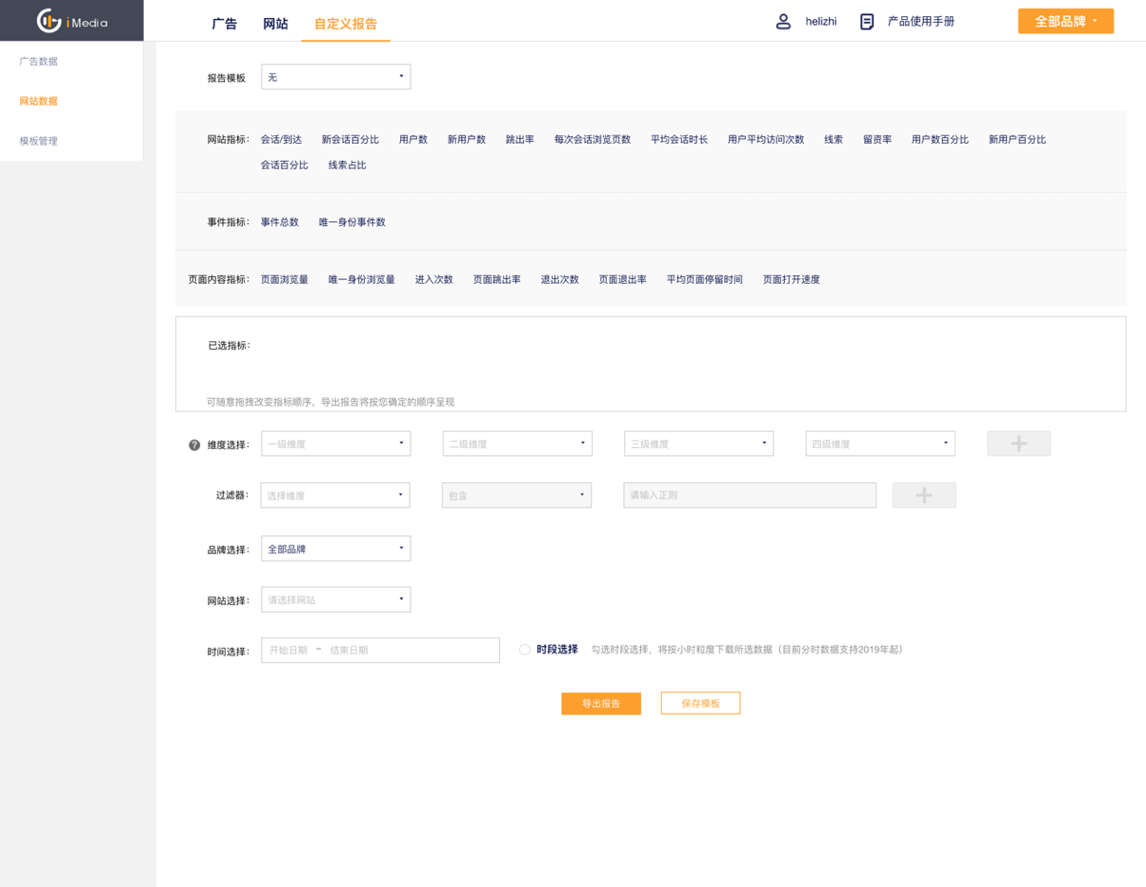 iMedia
广告 网站 自定义报告
helizhi 产品使用手册 全部品牌
广告数据
网站数据
模板管理
报告模板 无
网站指标: 会话/到达 新会话百分比 用户数 新用户数 跳出率 每次会话浏览页数 平均会话时长 用户平均访问次数 线索 留资率 用户数百分比 新用户百分比
会话百分比 线索占比
事件指标: 事件总数 唯一身份事件数
页面内容指标: 页面浏览量 唯一身份浏览量 进入次数 页面跳出率 退出次数 页面退出率 平均页面停留时间 页面打开速度
已选指标:
可随意拖拽改变指标顺序，导出报告将按您确定的顺序呈现
? 维度选择: 一级维度 二级维度 三级维度 四级维度 +
过滤器: 选择维度 包含 请输入正则 +
品牌选择: 全部品牌
网站选择: 请选择网站
时间选择: 开始日期 ~ 结束日期 时段选择 勾选时段选择，将按小时粒度下载所选数据（目前分时数据支持2019年起）
导出报告 保存模板